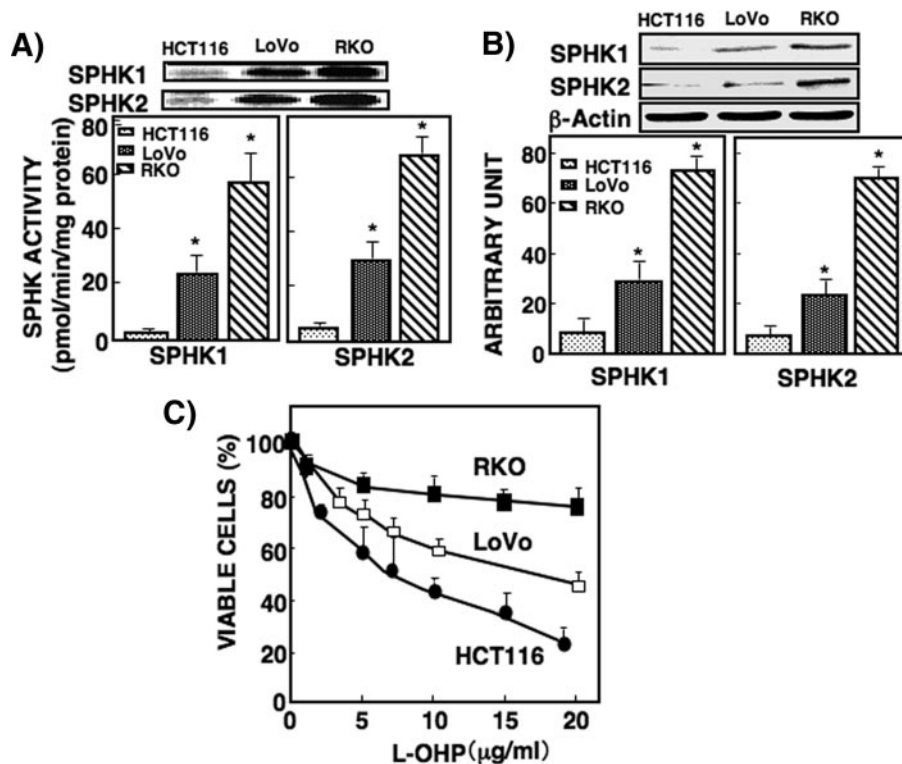 A)
HCT116 LoVo RKO
SPHK1
SPHK2
SPHK ACTIVITY
(pmol/min/mg protein)
80
60
40
20
0
HCT116
LoVo
RKO
*
*
*
*
SPHK1 SPHK2
B)
HCT116 LoVo RKO
SPHK1
SPHK2
β-Actin
ARBITRARY UNIT
80
60
40
20
0
HCT116
LoVo
RKO
*
*
*
*
SPHK1 SPHK2
C)
VIABLE CELLS (%)
100
80
60
40
20
0
RKO
LoVo
HCT116
0 5 10 15 20
L-OHP(μg/ml)